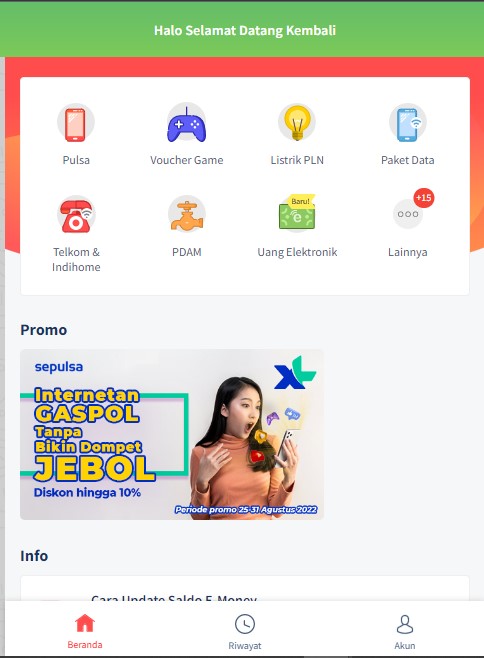 Halo Selamat Datang Kembali
Pulsa
Voucher Game
Listrik PLN
Paket Data
Baru!
+15
Telkom &
Indihome
PDAM
Uang Elektronik
Lainnya
Promo
sepulsa
XL
Internetan
GASPOL
Tanpa
Bikin Dompet
JEBOL
Diskon hingga 10%
Periode promo 25-31 Agustus 2022
Info
Cara Update Saldo E-Money
Beranda
Riwayat
Akun